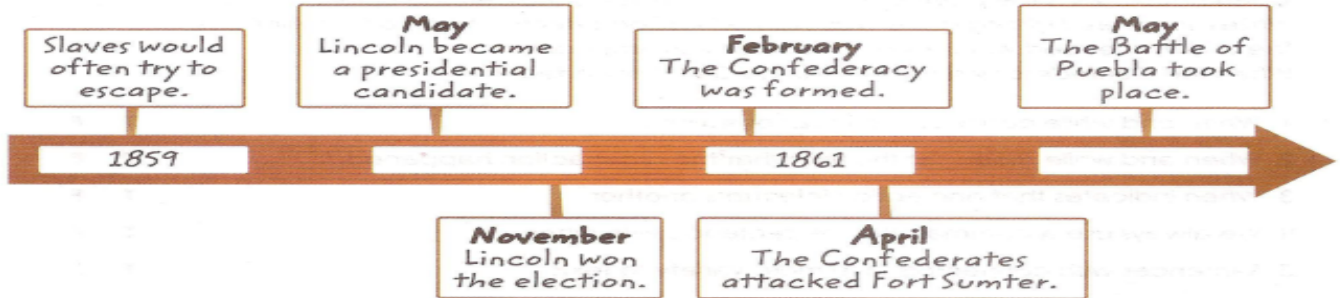 Slaves would
often try to
escape.
May
Lincoln became
a presidential
candidate.
February
The Confederacy
was formed.
May
The Battle of
Puebla took
place.
1859
1861
November
Lincoln won
the election.
April
The Confederates
attacked Fort Sumter.